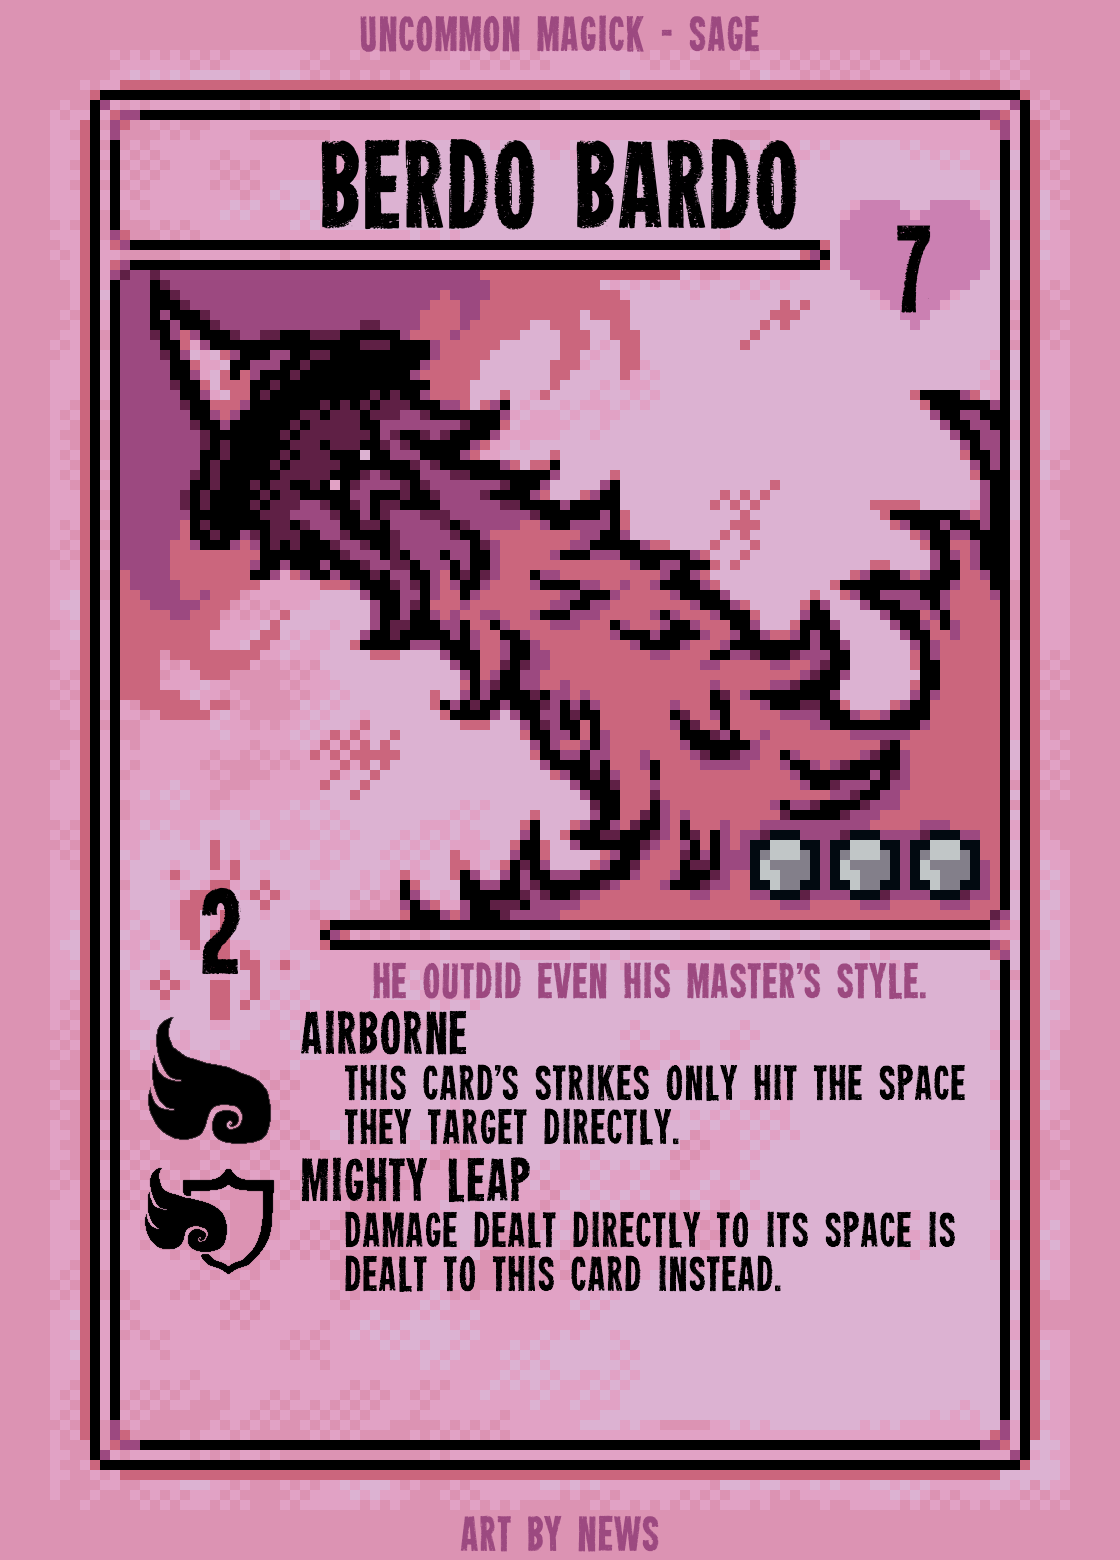 UNCOMMON MAGICK - SAGE
BERDO BARDO
7
2
HE OUTDID EVEN HIS MASTER'S STYLE.
AIRBORNE
THIS CARD'S STRIKES ONLY HIT THE SPACE
THEY TARGET DIRECTLY.
MIGHTY LEAP
DAMAGE DEALT DIRECTLY TO ITS SPACE IS
DEALT TO THIS CARD INSTEAD.
ART BY NEWS